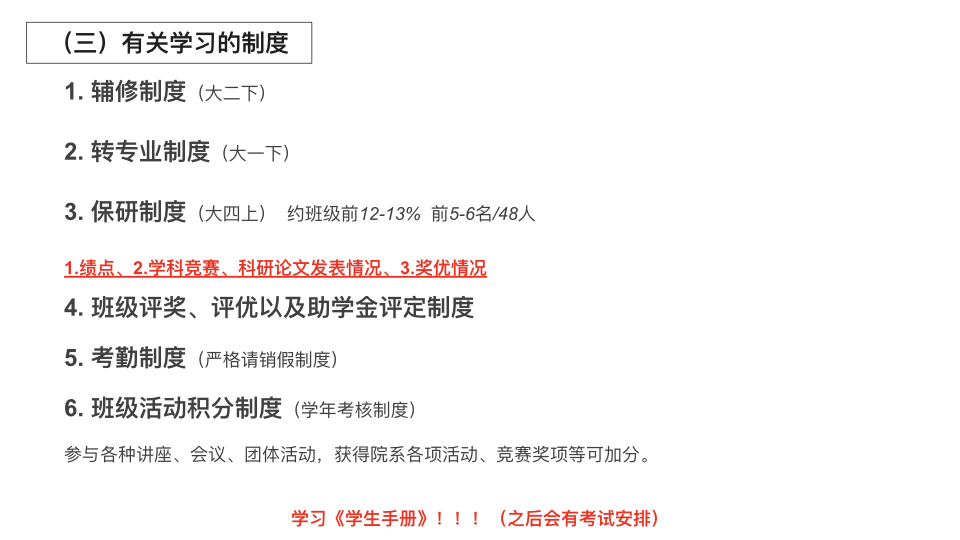 （三）有关学习的制度
1. 辅修制度（大二下）
2. 转专业制度（大一下）
3. 保研制度（大四上） 约班级前12-13% 前5-6名/48人
1.绩点、2.学科竞赛、科研论文发表情况、3.奖优情况
4. 班级评奖、评优以及助学金评定制度
5. 考勤制度（严格请销假制度）
6. 班级活动积分制度（学年考核制度）
参与各种讲座、会议、团体活动，获得院系各项活动、竞赛奖项等可加分。
学习《学生手册》！！！（之后会有考试安排）